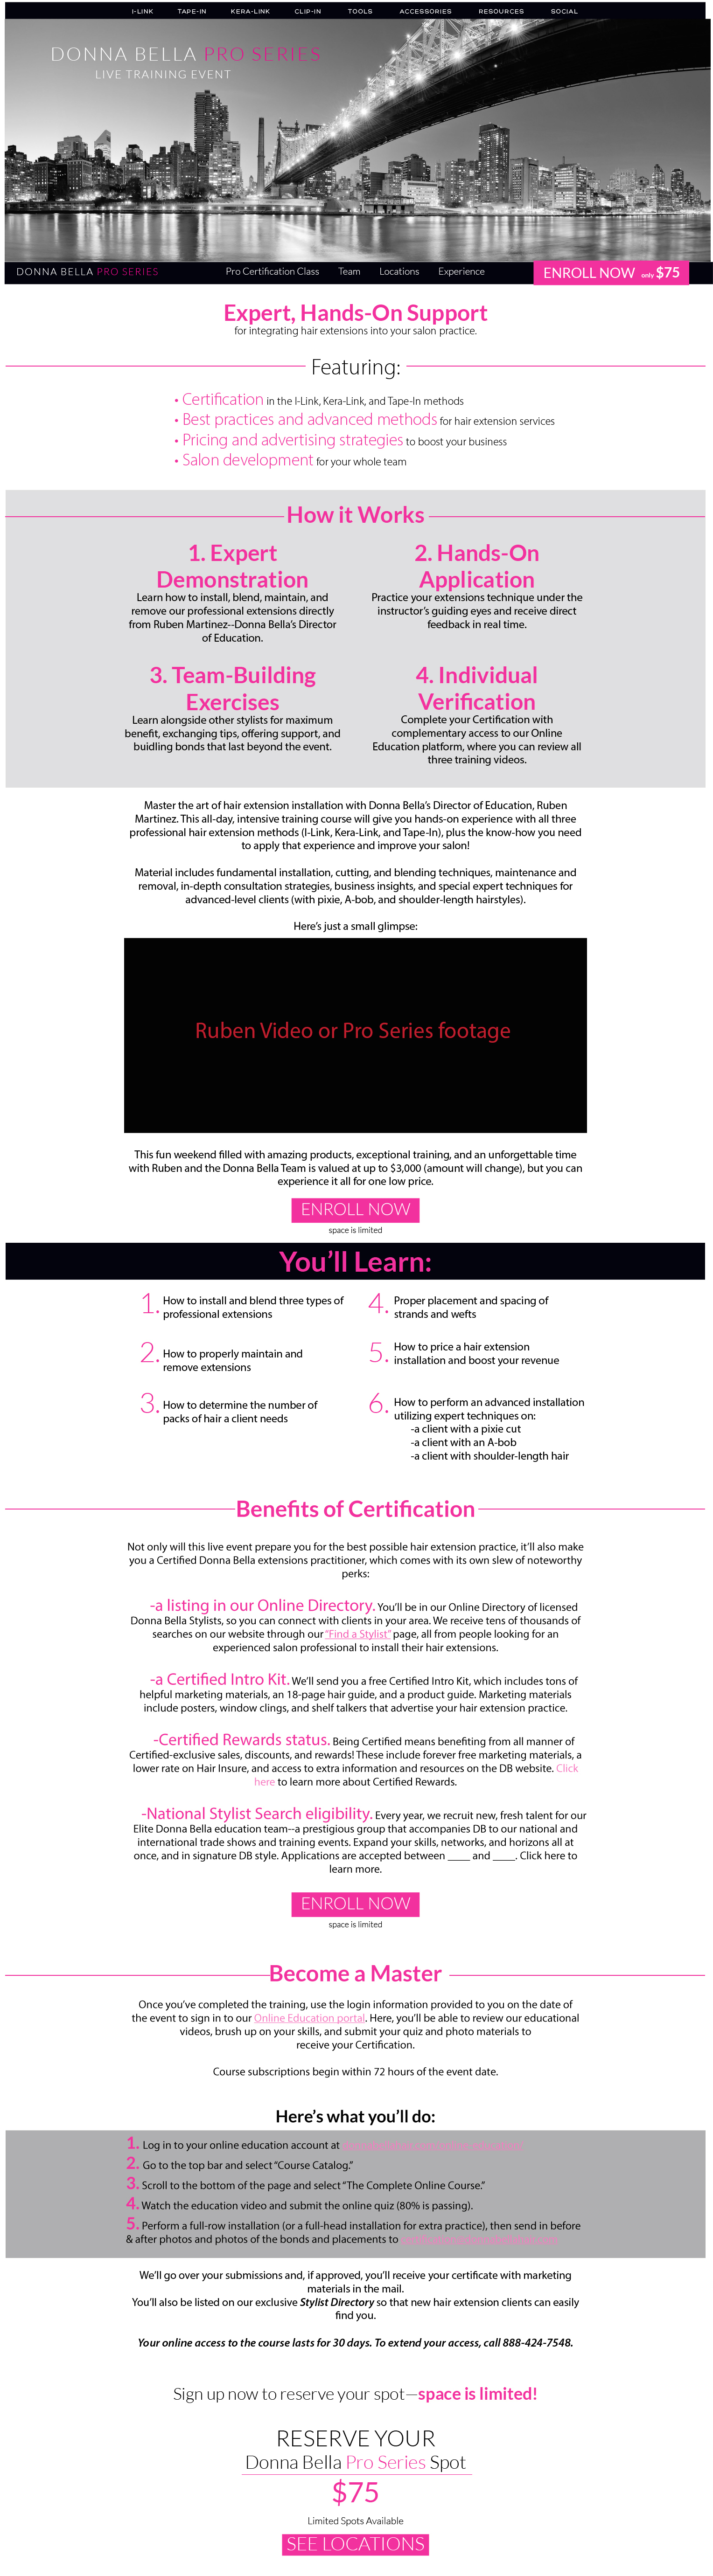 I-LINK TAPE-IN KERA-LINK CLIP-IN TOOLS ACCESSORIES RESOURCES SOCIAL
DONNA BELLA PRO SERIES
LIVE TRAINING EVENT
DONNA BELLA PRO SERIES Pro Certification Class Team Locations Experience ENROLL NOW only $75
Expert, Hands-On Support
for integrating hair extensions into your salon practice.
Featuring:
• Certification in the I-Link, Kera-Link, and Tape-In methods
• Best practices and advanced methods for hair extension services
• Pricing and advertising strategies to boost your business
• Salon development for your whole team
How it Works
1. Expert
Demonstration
Learn how to install, blend, maintain, and
remove our professional extensions directly
from Ruben Martinez--Donna Bella's Director
of Education.
2. Hands-On
Application
Practice your extensions technique under the
instructor's guiding eyes and receive direct
feedback in real time.
3. Team-Building
Exercises
Learn alongside other stylists for maximum
benefit, exchanging tips, offering support, and
buidling bonds that last beyond the event.
4. Individual
Verification
Complete your Certification with
complementary access to our Online
Education platform, where you can review all
three training videos.
Master the art of hair extension installation with Donna Bella's Director of Education, Ruben
Martinez. This all-day, intensive training course will give you hands-on experience with all three
professional hair extension methods (I-Link, Kera-Link, and Tape-In), plus the know-how you need
to apply that experience and improve your salon!
Material includes fundamental installation, cutting, and blending techniques, maintenance and
removal, in-depth consultation strategies, business insights, and special expert techniques for
advanced-level clients (with pixie, A-bob, and shoulder-length hairstyles).
Here's just a small glimpse:
Ruben Video or Pro Series footage
This fun weekend filled with amazing products, exceptional training, and an unforgettable time
with Ruben and the Donna Bella Team is valued at up to $3,000 (amount will change), but you can
experience it all for one low price.
ENROLL NOW
space is limited
You'll Learn:
1. How to install and blend three types of
professional extensions
2. How to properly maintain and
remove extensions
3. How to determine the number of
packs of hair a client needs
4. Proper placement and spacing of
strands and wefts
5. How to price a hair extension
installation and boost your revenue
6. How to perform an advanced installation
utilizing expert techniques on:
-a client with a pixie cut
-a client with an A-bob
-a client with shoulder-length hair
Benefits of Certification
Not only will this live event prepare you for the best possible hair extension practice, it'll also make
you a Certified Donna Bella extensions practitioner, which comes with its own slew of noteworthy
perks:
-a listing in our Online Directory. You'll be in our Online Directory of licensed
Donna Bella Stylists, so you can connect with clients in your area. We receive tens of thousands of
searches on our website through our "Find a Stylist" page, all from people looking for an
experienced salon professional to install their hair extensions.
-a Certified Intro Kit. We'll send you a free Certified Intro Kit, which includes tons of
helpful marketing materials, an 18-page hair guide, and a product guide. Marketing materials
include posters, window clings, and shelf talkers that advertise your hair extension practice.
-Certified Rewards status. Being Certified means benefiting from all manner of
Certified-exclusive sales, discounts, and rewards! These include forever free marketing materials, a
lower rate on Hair Insure, and access to extra information and resources on the DB website. Click
here to learn more about Certified Rewards.
-National Stylist Search eligibility. Every year, we recruit new, fresh talent for our
Elite Donna Bella education team--a prestigious group that accompanies DB to our national and
international trade shows and training events. Expand your skills, networks, and horizons all at
once, and in signature DB style. Applications are accepted between ____ and ____. Click here to
learn more.
ENROLL NOW
space is limited
Become a Master
Once you've completed the training, use the login information provided to you on the date of
the event to sign in to our Online Education portal. Here, you'll be able to review our educational
videos, brush up on your skills, and submit your quiz and photo materials to
receive your Certification.
Course subscriptions begin within 72 hours of the event date.
Here's what you'll do:
1. Log in to your online education account at
2. Go to the top bar and select "Course Catalog."
3. Scroll to the bottom of the page and select "The Complete Online Course."
4. Watch the education video and submit the online quiz (80% is passing).
5. Perform a full-row installation (or a full-head installation for extra practice), then send in before
& after photos and photos of the bonds and placements to
We'll go over your submissions and, if approved, you'll receive your certificate with marketing
materials in the mail.
You'll also be listed on our exclusive Stylist Directory so that new hair extension clients can easily
find you.
Your online access to the course lasts for 30 days. To extend your access, call 888-424-7548.
Sign up now to reserve your spot—space is limited!
RESERVE YOUR
Donna Bella Pro Series Spot
$75
Limited Spots Available
SEE LOCATIONS